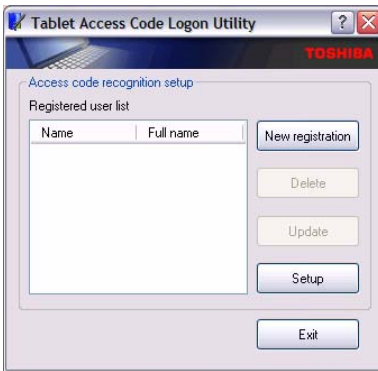 Tablet Access Code Logon Utility
?
X
TOSHIBA
Access code recognition setup
Registered user list
Name Full name
New registration
Delete
Update
Setup
Exit